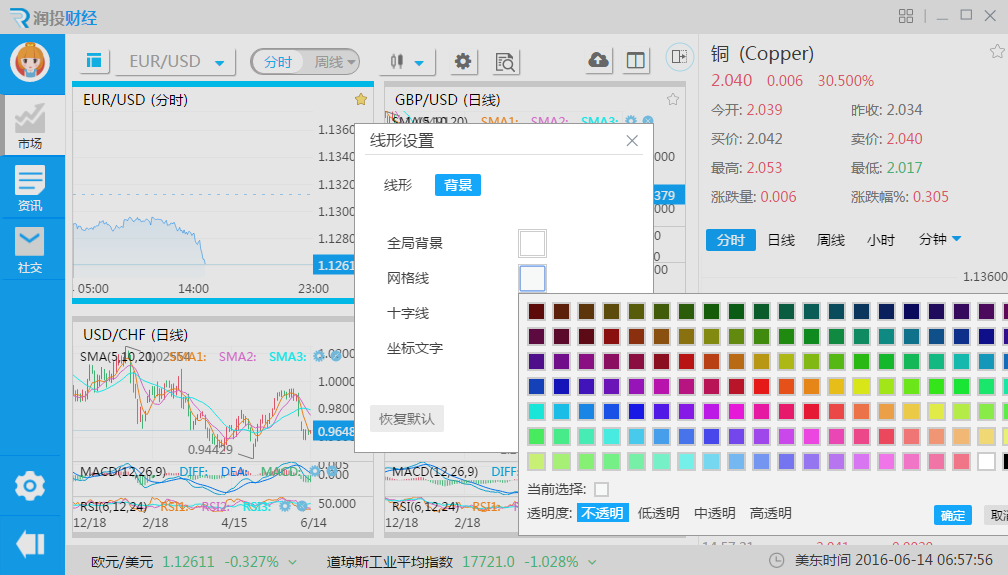 润投财经
市场
资讯
社交
EUR/USD
分时
周线
EUR/USD (分时)
1.1360
1.1340
1.1320
1.1300
1.1280
1.1261
05:00
14:00
23:00
GBP/USD (日线)
SMA(5,10,20)
SMA1:
SMA2:
SMA3:
000
379
000
0
00
USD/CHF (日线)
SMA(5,10,20)
SMA1:
SMA2:
SMA3:
1.0000
0.9800
0.9648
0.94429
MACD(12,26,9)
DIFF:
DEA:
MACD:
0.005
0.000
RSI(6,12,24)
RSI1:
RSI2:
RSI3:
50.000
12/18
2/18
4/15
6/14
MACD(12,26,9)
DIFF:
RSI(6,12,24)
RSI1:
12/18
2/18
线形设置
线形
背景
全局背景
网格线
十字线
坐标文字
恢复默认
当前选择:
透明度:
不透明
低透明
中透明
高透明
确定
取消
铜 (Copper)
2.040 0.006 30.500%
今开: 2.039
昨收: 2.034
买价: 2.042
卖价: 2.040
最高: 2.053
最低: 2.017
涨跌量: 0.006
涨跌幅%: 0.305
分时
日线
周线
小时
分钟
1.13600
欧元/美元 1.12611 -0.327%
道琼斯工业平均指数 17721.0 -1.028%
美东时间 2016-06-14 06:57:56